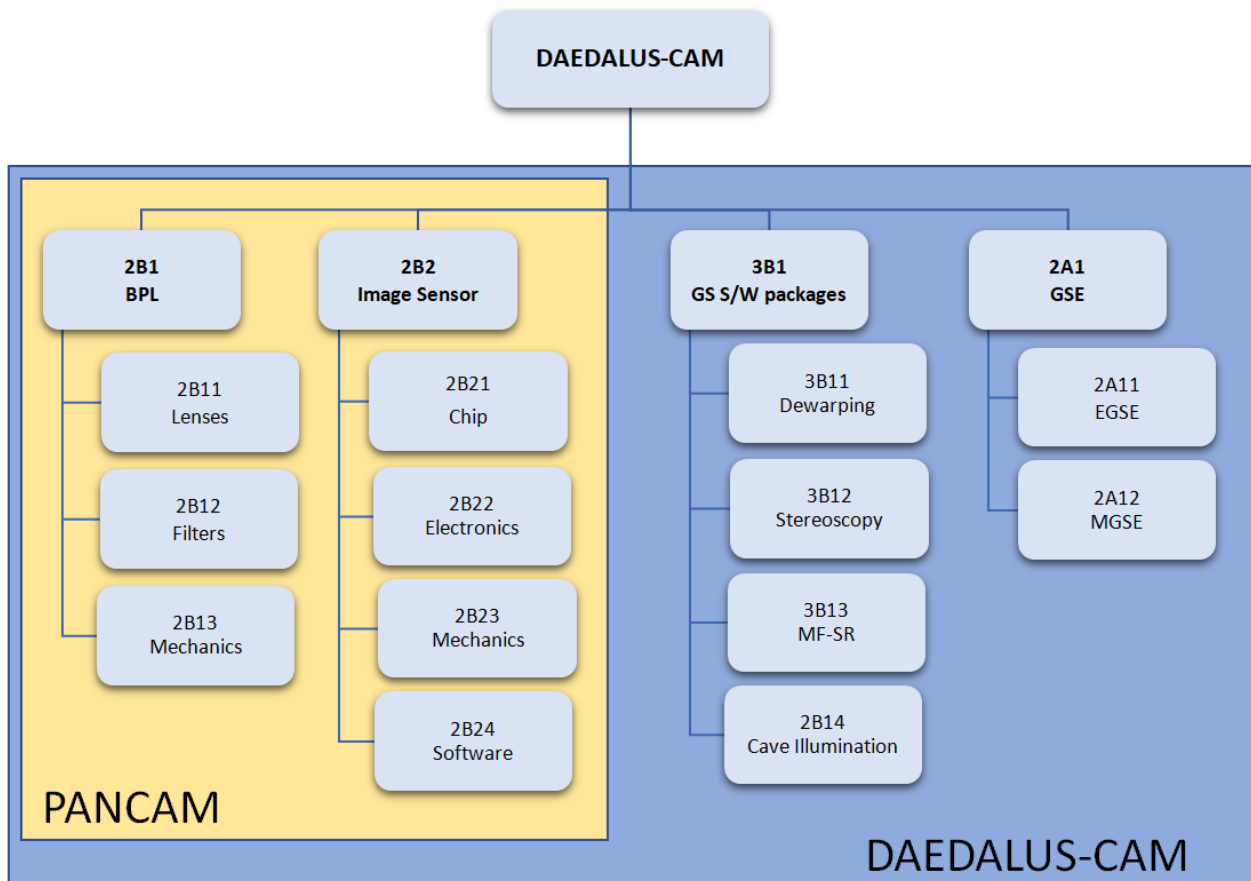 DAEDALUS-CAM
2B1
BPL
2B11
Lenses
2B12
Filters
2B13
Mechanics
2B2
Image Sensor
2B21
Chip
2B22
Electronics
2B23
Mechanics
2B24
Software
PANCAM
3B1
GS S/W packages
3B11
Dewarping
3B12
Stereoscopy
3B13
MF-SR
2B14
Cave Illumination
2A1
GSE
2A11
EGSE
2A12
MGSE
DAEDALUS-CAM